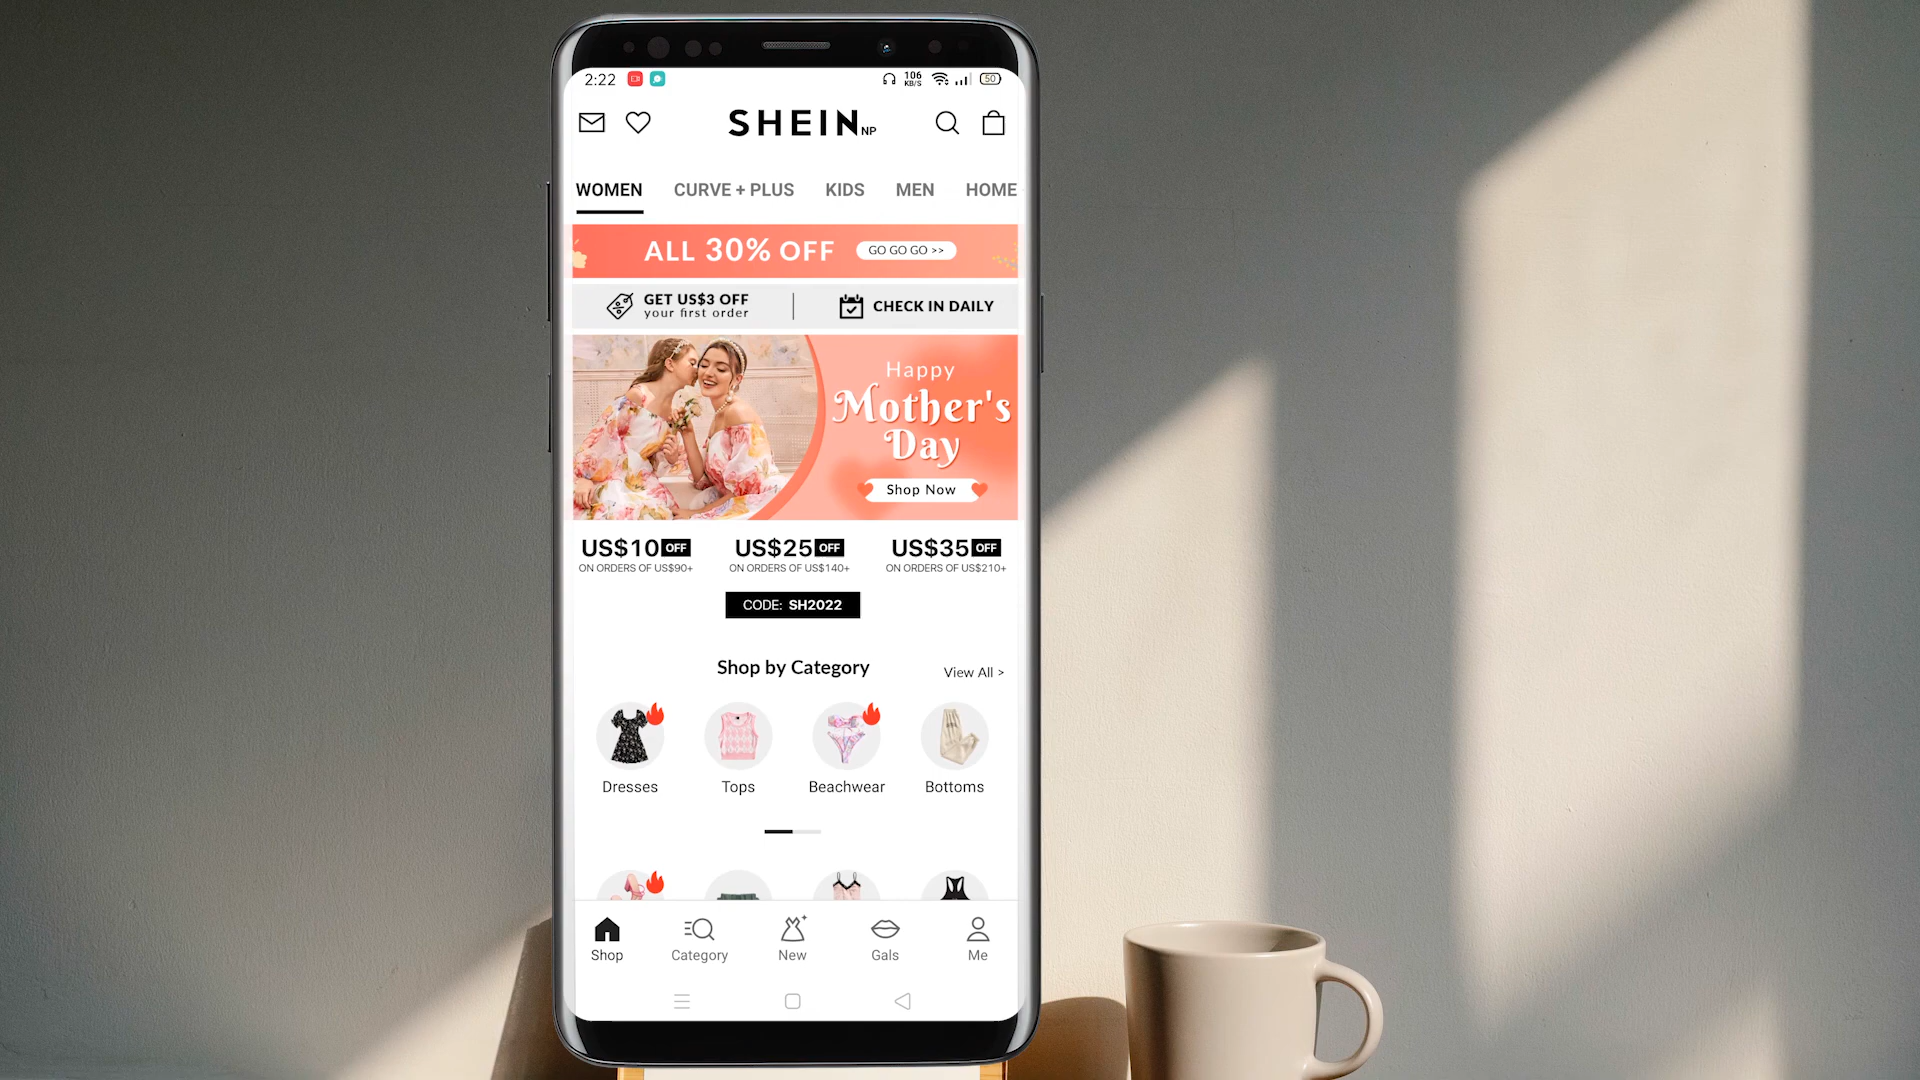 2:22
106
KB/S
50
SHEIN NP
WOMEN CURVE + PLUS KIDS MEN HOME
ALL 30% OFF GO GO GO >>
GET US$3 OFF
your first order
CHECK IN DAILY
Happy
Mother's
Day
Shop Now
US$10 OFF
ON ORDERS OF US$90+
US$25 OFF
ON ORDERS OF US$140+
US$35 OFF
ON ORDERS OF US$210+
CODE: SH2022
Shop by Category
View All >
Dresses Tops Beachwear Bottoms
Shop Category New Gals Me